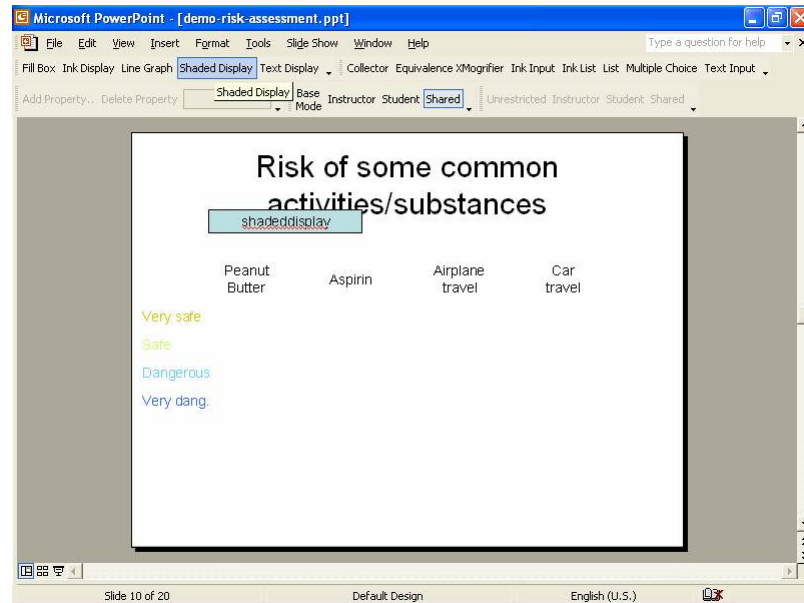 Microsoft PowerPoint - [demo-risk-assessment.ppt]
File Edit View Insert Format Tools Slide Show Window Help Type a question for help
Fill Box Ink Display Line Graph Shaded Display Text Display Collector Equivalence XMogrifier Ink Input Ink List List Multiple Choice Text Input
Add Property.. Delete Property Shaded Display Base Mode Instructor Student Shared Unrestricted Instructor Student Shared
Risk of some common
activities/substances
shadeddisplay
Peanut Butter Aspirin Airplane travel Car travel
Very safe
Safe
Dangerous
Very dang.
Slide 10 of 20 Default Design English (U.S.)